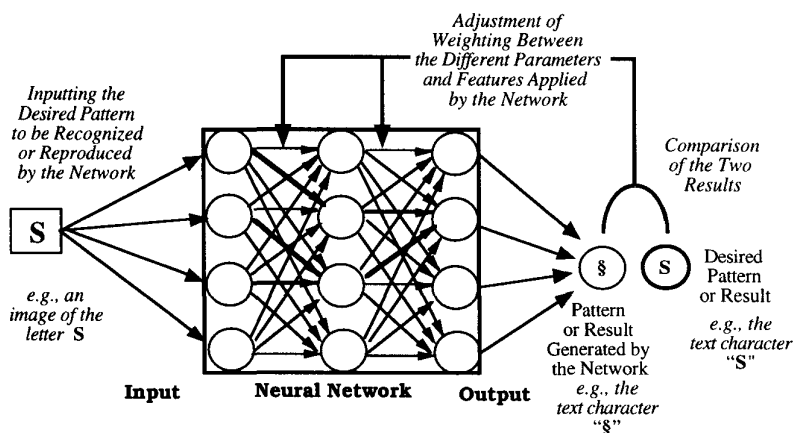 Adjustment of
Weighting Between
the Different Parameters
and Features Applied
by the Network
Inputting the
Desired Pattern
to be Recognized
or Reproduced
by the Network
Comparison
of the Two
Results
S
§
S
Desired
Pattern
or Result
e.g., the
text character
“S"
e.g., an
image of the
letter S
Pattern
or Result
Generated by
the Network
e.g., the
text character
“§”
Input
Neural Network
Output